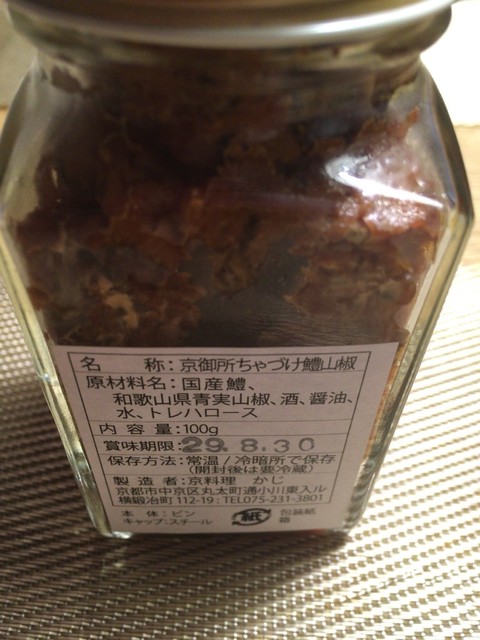 名 称：京御所ちゃづけ鱧山椒
原材料名：国産鱧、
和歌山県青実山椒、酒、醤油、
水、トレハロース
内 容 量：100g
賞味期限：29.8.30
保存方法：常温/冷暗所で保存
（開封後は要冷蔵）
製 造 者：京料理 かじ
京都市中京区丸太町通小川東入ル
横鍛冶町112-19：TEL075-231-3801
本 体：ビン
キャップ：スチール
紙
包装紙
箱